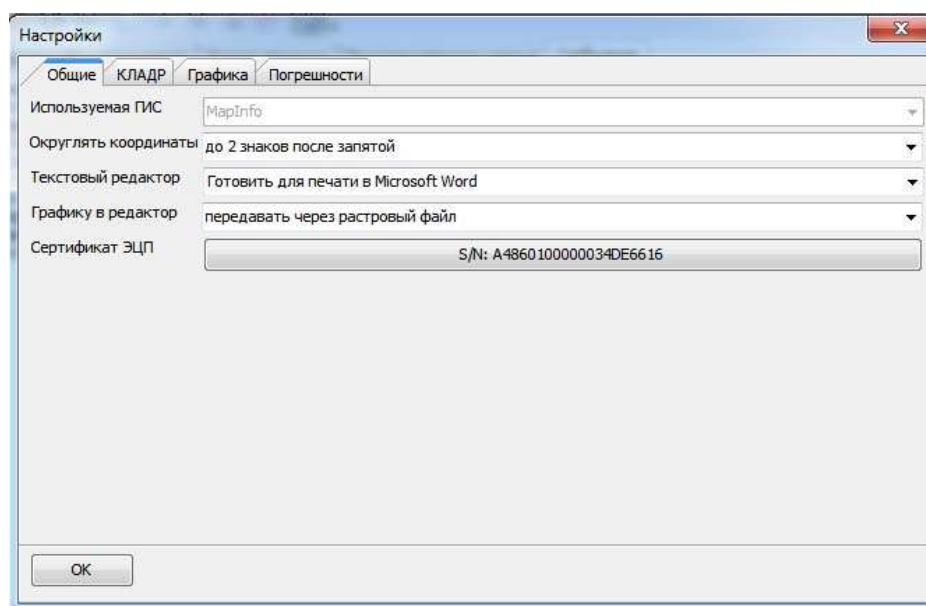 Настройки
Общие КЛАДР Графика Погрешности
Используемая ГИС MapInfo
Округлять координаты до 2 знаков после запятой
Текстовый редактор Готовить для печати в Microsoft Word
Графику в редактор передавать через растровый файл
Сертификат ЭЦП S/N: A4860100000034DE6616
OK